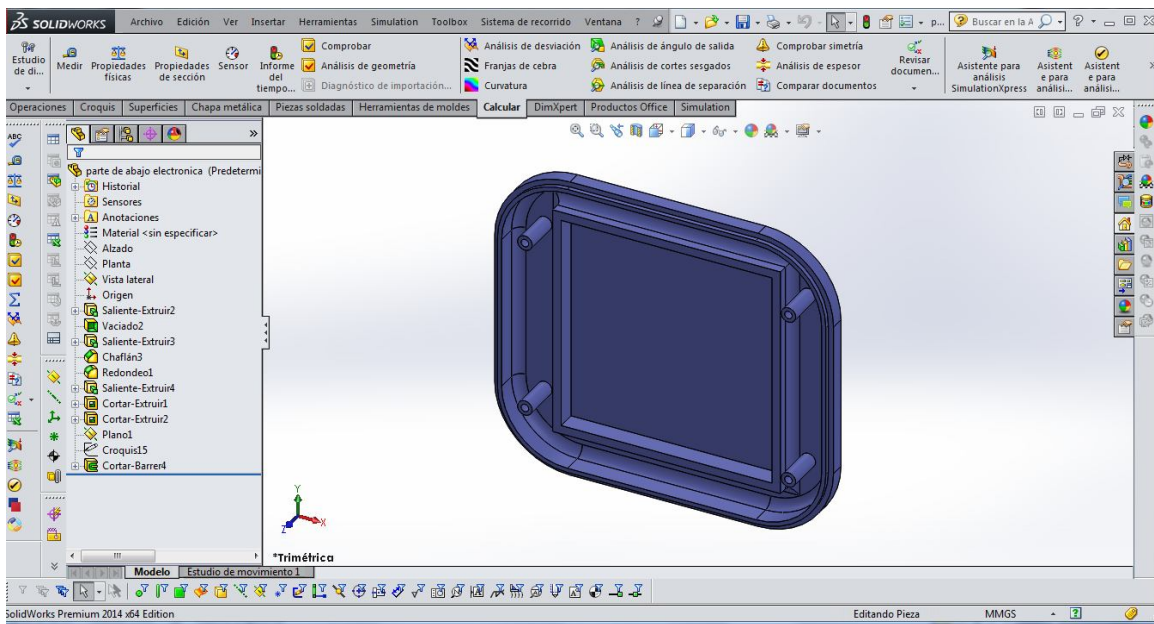 SOLIDWORKS Archivo Edición Ver Insertar Herramientas Simulation Toolbox Sistema de recorrido Ventana ? p... Buscar en la A ?
Estudio de di...
Medir
Propiedades físicas
Propiedades de sección
Sensor
Informe del tiempo...
Comprobar
Análisis de geometría
Diagnóstico de importación...
Análisis de desviación
Franjas de cebra
Curvatura
Análisis de ángulo de salida
Análisis de cortes sesgados
Análisis de línea de separación
Comprobar simetría
Análisis de espesor
Comparar documentos
Revisar documen...
Asistente para análisis SimulationXpress
Asistent e para análisi...
Asistent e para análisi...
Operaciones Croquis Superficies Chapa metálica Piezas soldadas Herramientas de moldes Calcular DimXpert Productos Office Simulation
ABC
parte de abajo electronica (Predetermi
Historial
Sensores
A Anotaciones
Material <sin especificar>
Alzado
Planta
Vista lateral
Origen
Saliente-Extruir2
Vaciado2
Saliente-Extruir3
Chaflán3
Redondeo1
Saliente-Extruir4
Cortar-Extruir1
Cortar-Extruir2
Plano1
Croquis15
Cortar-Barrer4
Y
X
Z
*Trimétrica
Modelo Estudio de movimiento 1
SolidWorks Premium 2014 x64 Edition Editando Pieza MMGS ?